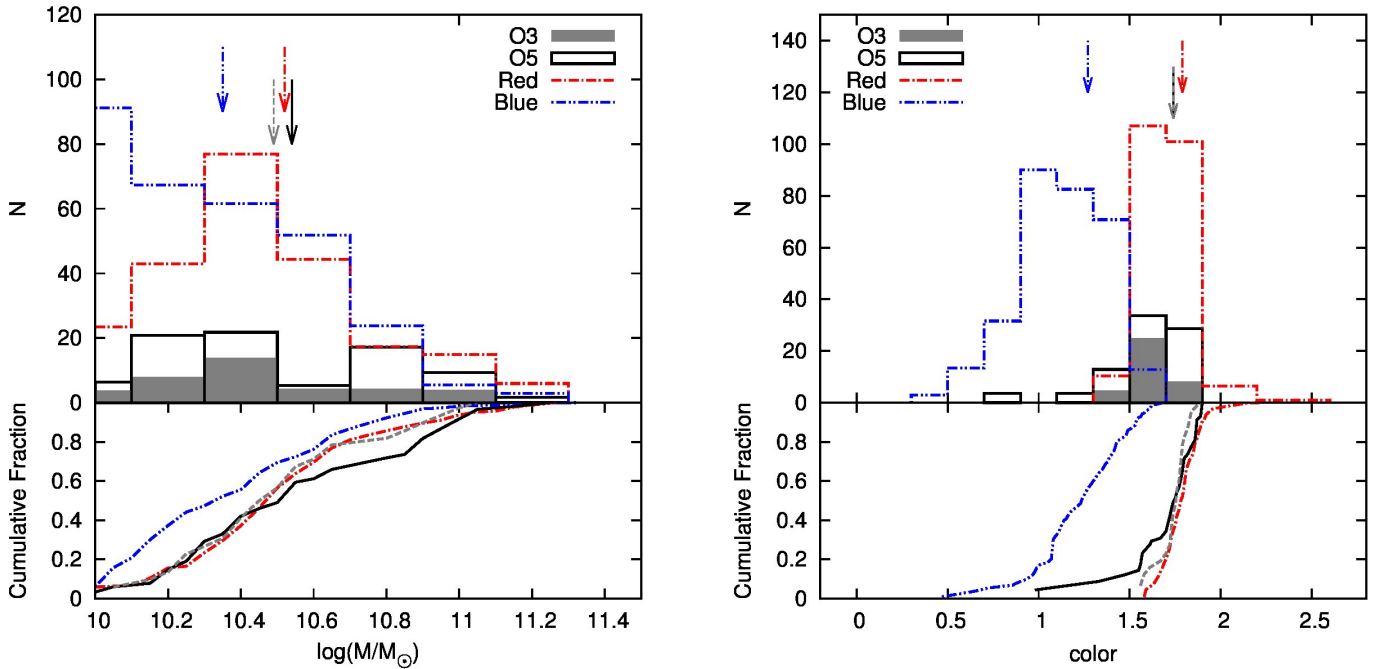 120
100
80
60
40
20
0
N
O3
O5
Red
Blue
0.8
0.6
0.4
0.2
0
Cumulative Fraction
10 10.2 10.4 10.6 10.8 11 11.2 11.4
log(M/M☉)
140
120
100
80
60
40
20
0
N
O3
O5
Red
Blue
0.8
0.6
0.4
0.2
0
Cumulative Fraction
0 0.5 1 1.5 2 2.5
color